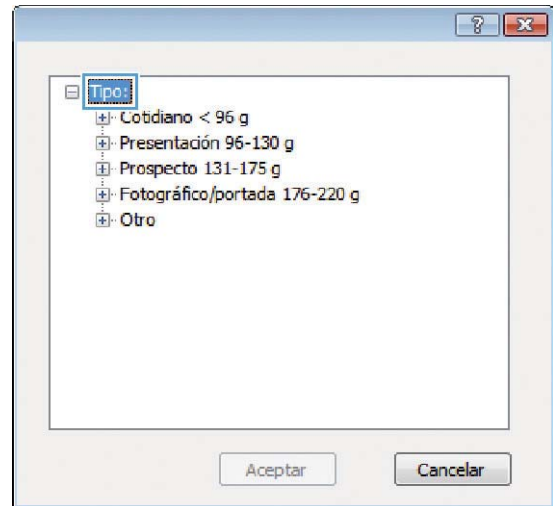 Tipo:
Cotidiano < 96 g
Presentación 96-130 g
Prospecto 131-175 g
Fotográfico/portada 176-220 g
Otro
Aceptar
Cancelar